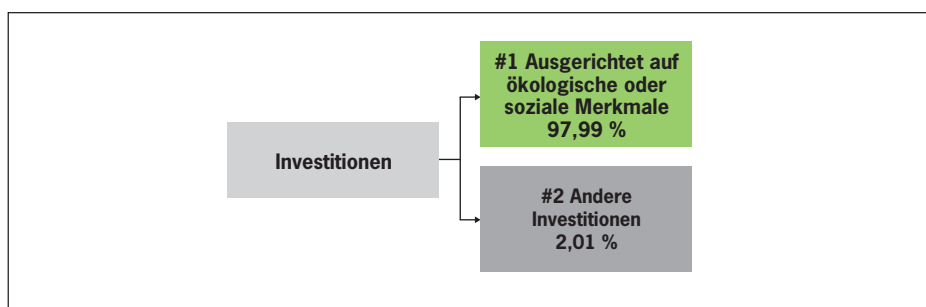 #1 Ausgerichtet auf
ökologische oder
soziale Merkmale
97,99 %
Investitionen
#2 Andere
Investitionen
2,01 %